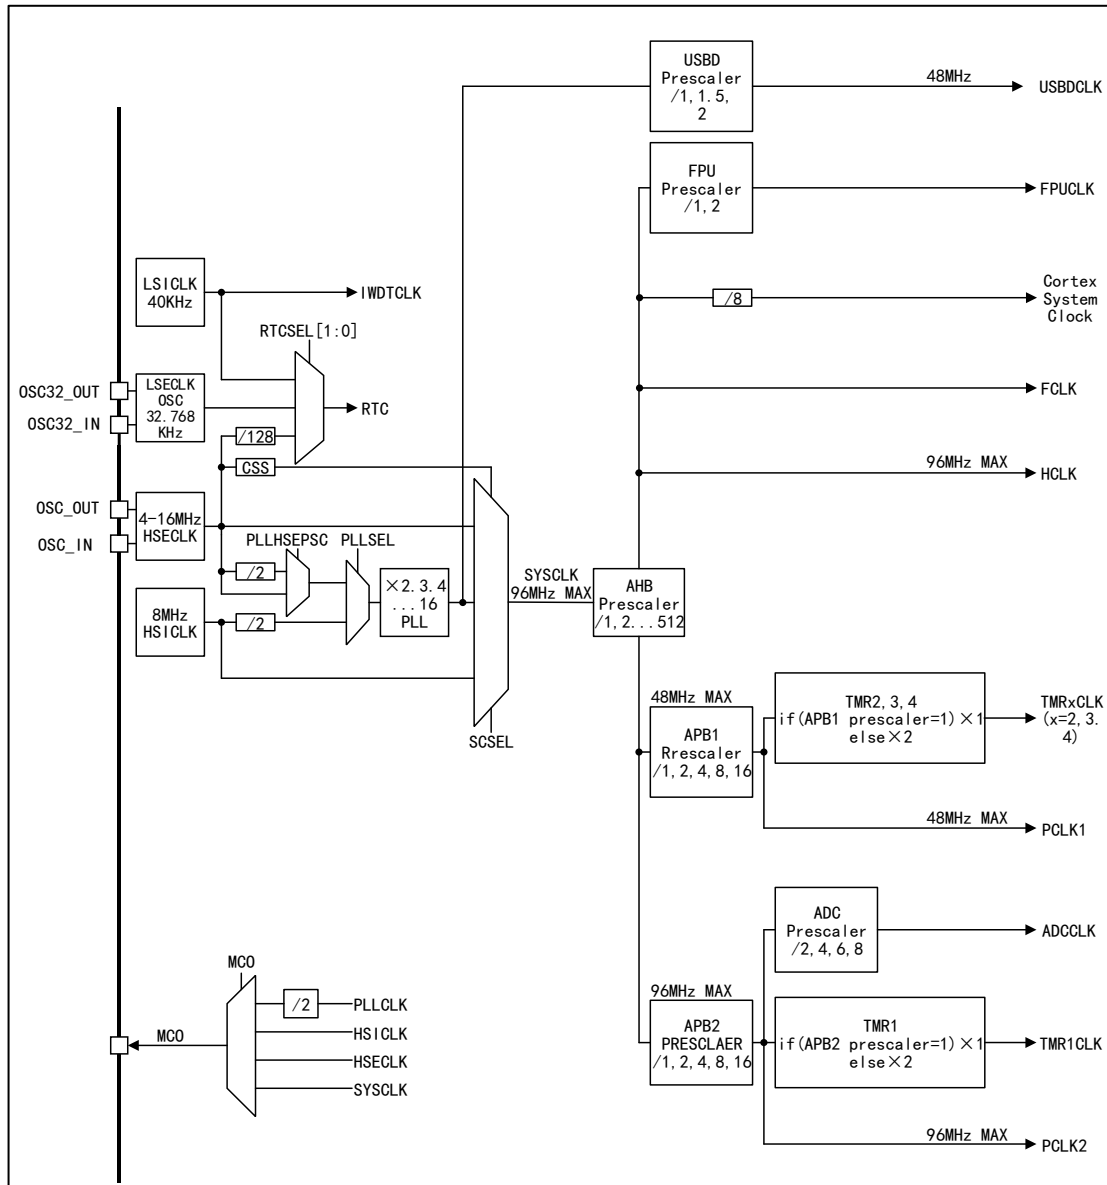 USBD
Prescaler
/1, 1.5,
2
48MHz
USBDCLK
FPU
Prescaler
/1, 2
FPUCLK
LSICLK
40KHz
IWDTCLK
/8
Cortex
System
Clock
RTCSEL[1:0]
OSC32_OUT
OSC32_IN
LSECLK
OSC
32.768
KHz
RTC
FCLK
/128
CSS
96MHz MAX
HCLK
OSC_OUT
OSC_IN
4-16MHz
HSECLK
PLLHSEPSC
PLLSEL
/2
×2.3.4
...16
PLL
SYSCLK
96MHz MAX
AHB
Prescaler
/1, 2...512
8MHz
HSICLK
/2
SCSEL
48MHz MAX
APB1
Rrescaler
/1, 2, 4, 8, 16
TMR2, 3, 4
if(APB1 prescaler=1)×1
else×2
TMRxCLK
(x=2, 3.
4)
48MHz MAX
PCLK1
ADC
Prescaler
/2, 4, 6, 8
ADCCLK
MCO
/2
PLLCLK
HSICLK
HSECLK
SYSCLK
MCO
96MHz MAX
APB2
PRESCLAER
/1, 2, 4, 8, 16
TMR1
if(APB2 prescaler=1)×1
else×2
TMR1CLK
96MHz MAX
PCLK2